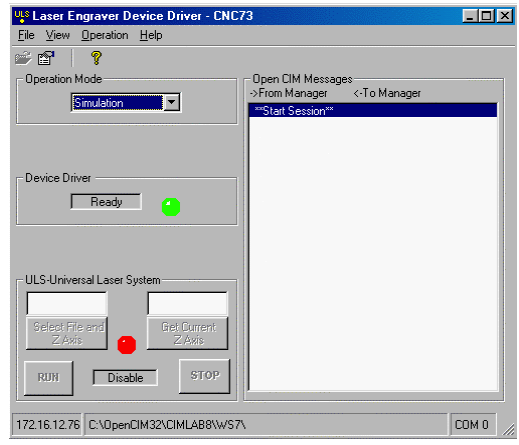 ULS Laser Engraver Device Driver - CNC73
File View Operation Help
Operation Mode
Simulation
Open CIM Messages
->From Manager <-To Manager
**Start Session**
Device Driver
Ready
ULS-Universal Laser System
Select File and
Z Axis
Get Current
Z Axis
RUN
Disable
STOP
172.16.12.76 C:\OpenCIM32\CIMLAB8\WS7\ COM 0